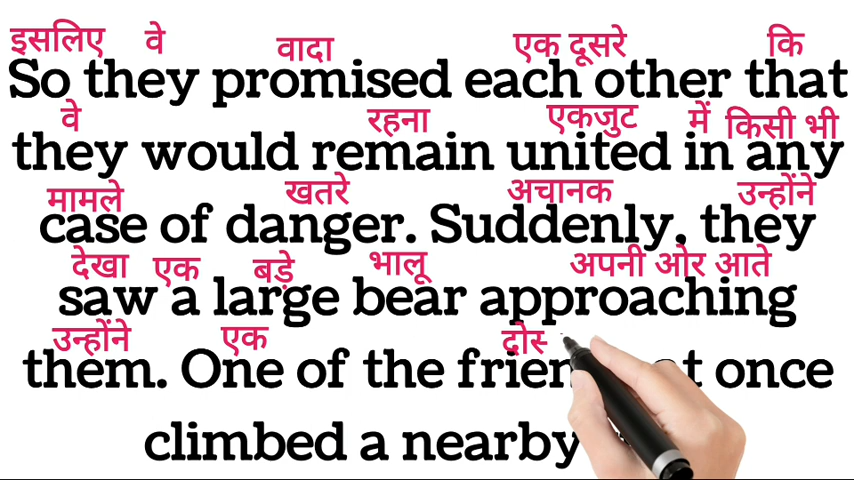 इसलिए वे वादा एक दूसरे कि
So they promised each other that
वे रहना एकजुट में किसी भी
they would remain united in any
मामले खतरे अचानक उन्होंने
case of danger. Suddenly, they
देखा एक बड़े भालू अपनी ओर आते
saw a large bear approaching
उन्होंने एक
them. One of the once
climbed a nearby